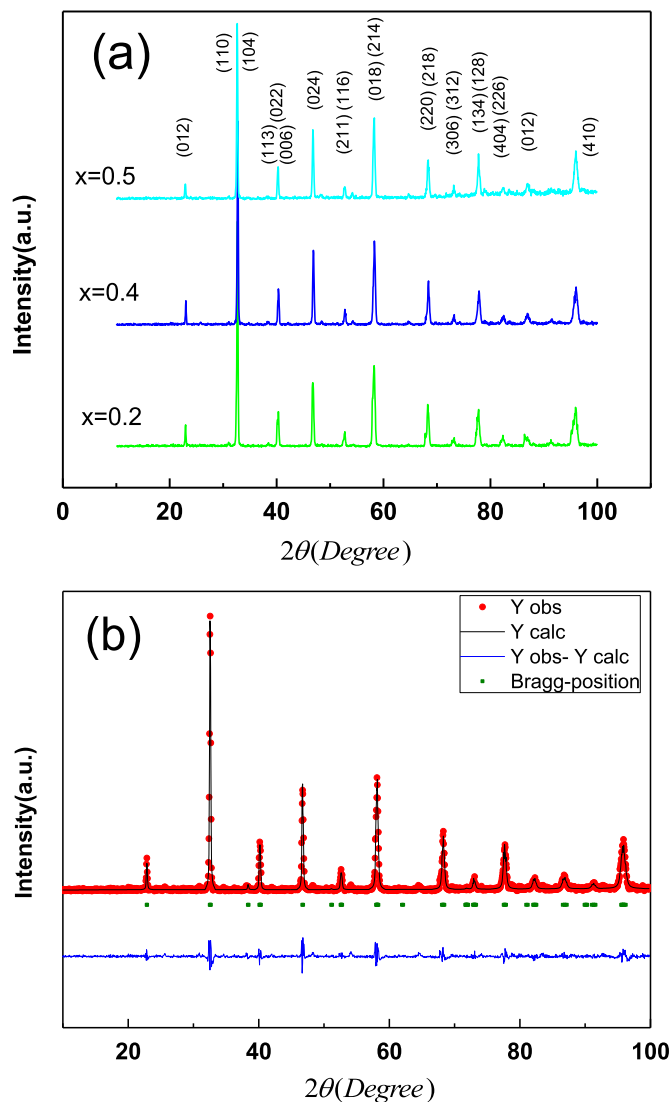 (a)
(110)
(104)
(012)
(113) (022)
(006)
(024)
(211) (116)
(018) (214)
(220) (218)
(306) (312)
(134) (128)
(404) (226)
(012)
(410)
x=0.5
x=0.4
x=0.2
Intensity(a.u.)
0 20 40 60 80 100
2θ(Degree)
(b)
Y obs
Y calc
Y obs- Y calc
Bragg-position
Intensity(a.u.)
20 40 60 80 100
2θ(Degree)